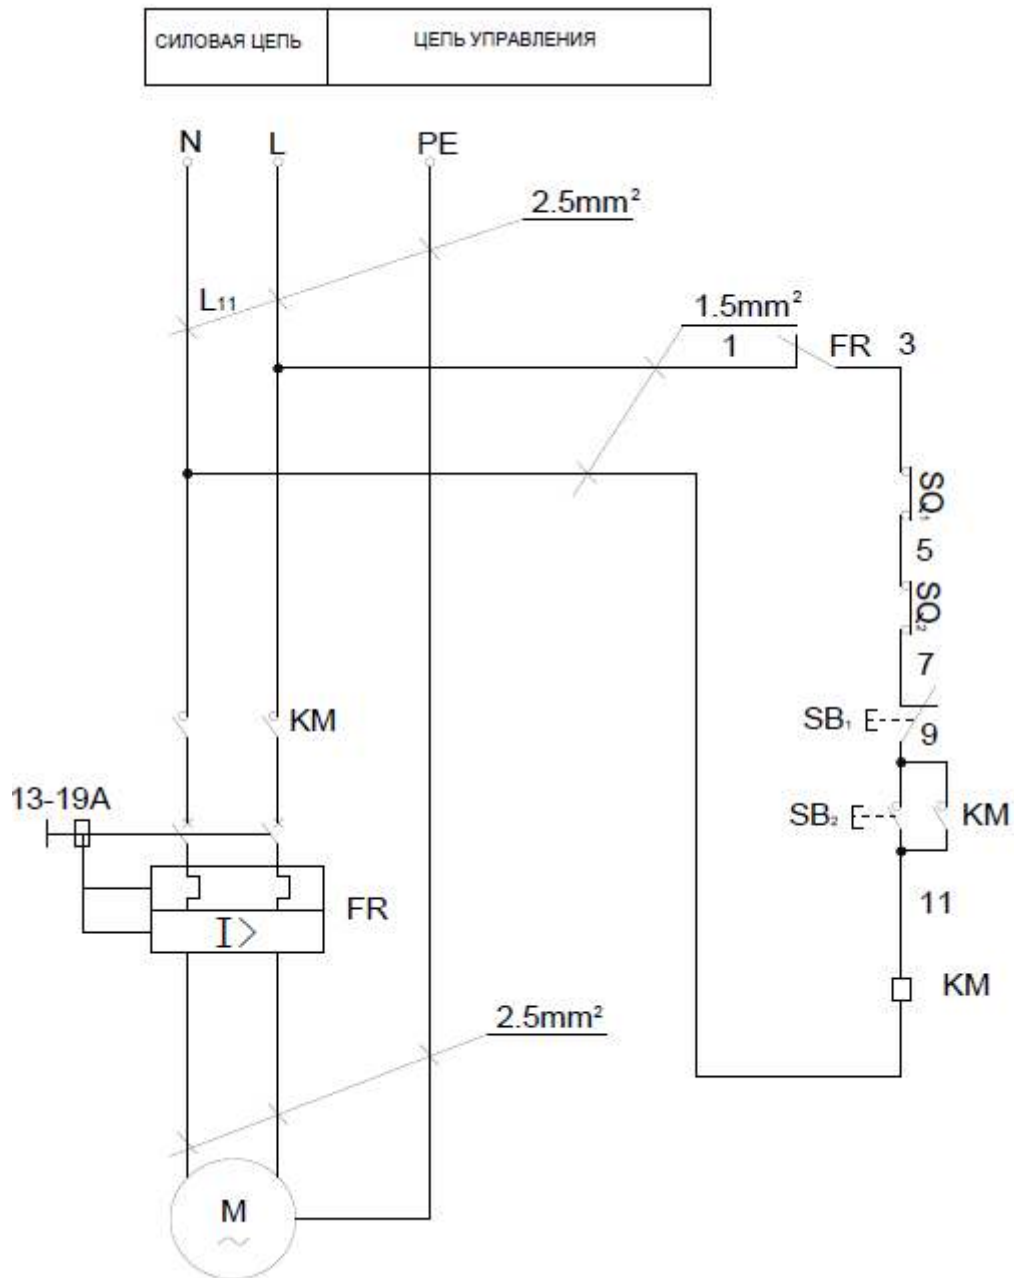 СИЛОВАЯ ЦЕПЬ ЦЕПЬ УПРАВЛЕНИЯ
N L PE
2.5mm²
L11
1.5mm²
1 FR 3
SQ1
5
SQ2
7
KM
SB1 9
13-19A
SB2 KM
FR
I>
11
KM
2.5mm²
M
~